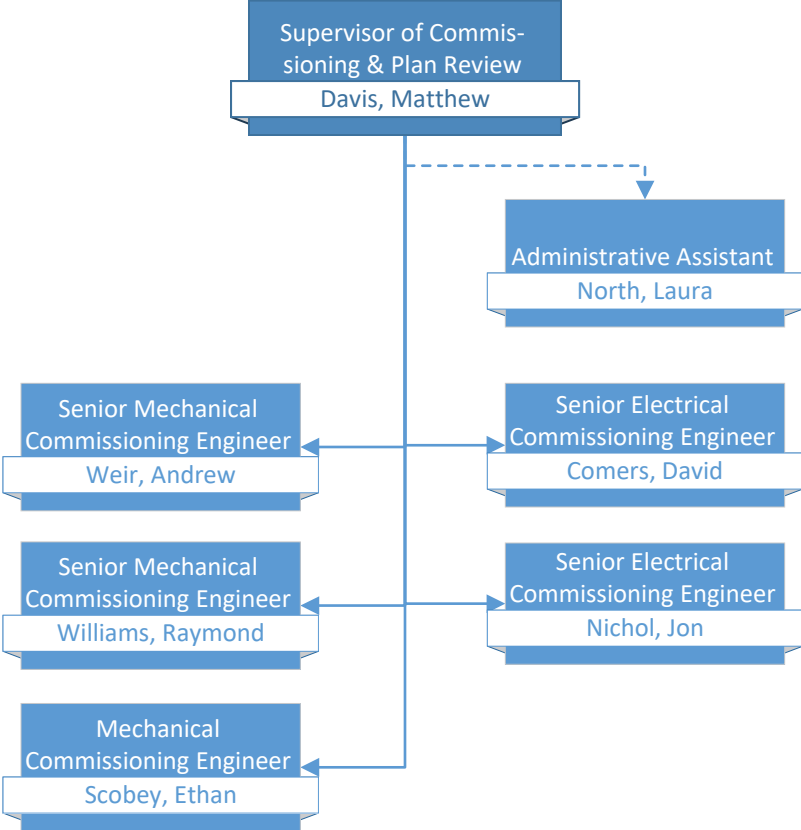 Supervisor of Commis-
sioning & Plan Review
Davis, Matthew
Administrative Assistant
North, Laura
Senior Mechanical
Commissioning Engineer
Weir, Andrew
Senior Electrical
Commissioning Engineer
Comers, David
Senior Mechanical
Commissioning Engineer
Williams, Raymond
Senior Electrical
Commissioning Engineer
Nichol, Jon
Mechanical
Commissioning Engineer
Scobey, Ethan